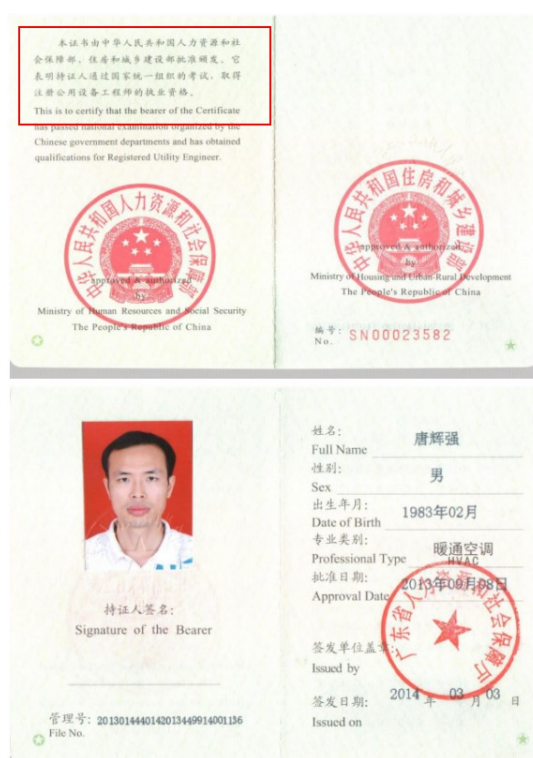 本证书由中华人民共和国人力资源和社
会保障部、住房和城乡建设部批准颁发。它
表明持证人通过国家统一组织的考试，取得
注册公用设备工程师的执业资格。
This is to certify that the bearer of the Certificate
has passed national examination organized by the
Chinese government departments and has obtained
qualifications for Registered Utility Engineer.
中华人民共和国人力资源和社会保障部
approved & authorized
by
Ministry of Human Resources and Social Security
The People's Republic of China
中华人民共和国住房和城乡建设部
approved & authorized
by
Ministry of Housing and Urban-Rural Development
The People's Republic of China
编号:
No. SN00023582
持证人签名:
Signature of the Bearer
管理号: 2013014440142013449914001136
File No.
姓名: 唐辉强
Full Name
性别: 男
Sex
出生年月: 1983年02月
Date of Birth
专业类别: 暖通空调
Professional Type HVAC
批准日期: 2013年09月08日
Approval Date
广东省人力资源和社会保障厅
签发单位盖章
Issued by
签发日期: 2014 年 03 月 03 日
Issued on